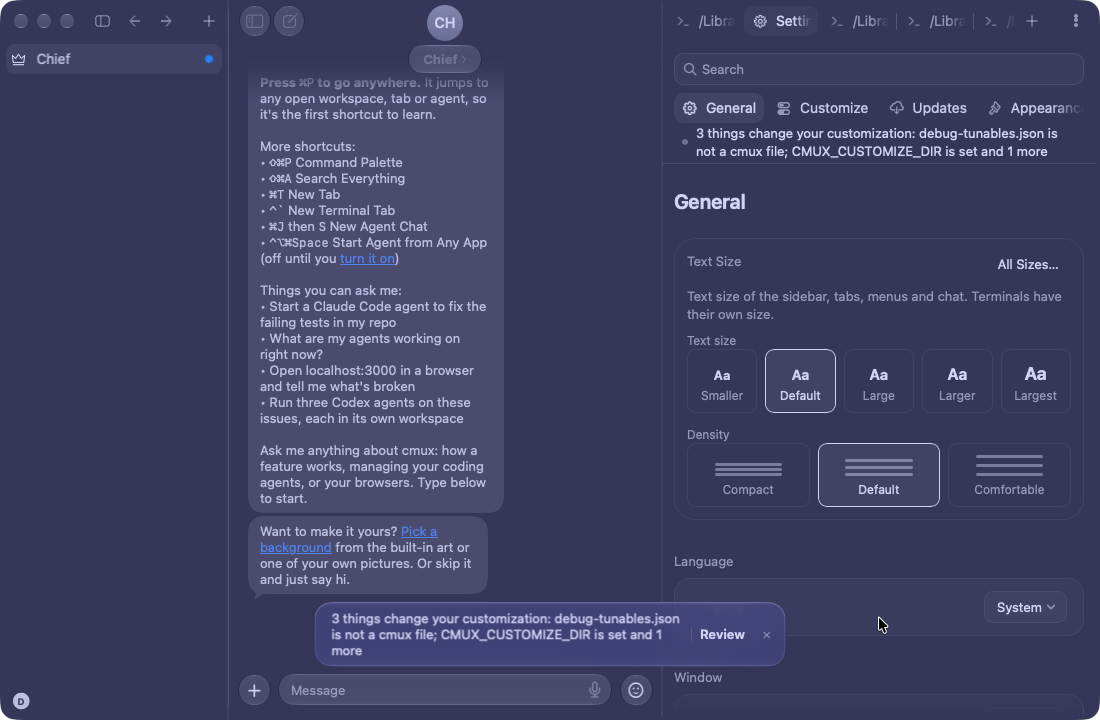 Chief
CH
Chief ›
Press ⌘P to go anywhere. It jumps to
any open workspace, tab or agent, so
it's the first shortcut to learn.
More shortcuts:
• ⇧⌘P Command Palette
• ⇧⌘A Search Everything
• ⌘T New Tab
• ^` New Terminal Tab
• ⌘J then S New Agent Chat
• ^⌥⌘Space Start Agent from Any App
(off until you turn it on)
Things you can ask me:
• Start a Claude Code agent to fix the
failing tests in my repo
• What are my agents working on
right now?
• Open localhost:3000 in a browser
and tell me what's broken
• Run three Codex agents on these
issues, each in its own workspace
Ask me anything about cmux: how a
feature works, managing your coding
agents, or your browsers. Type below
to start.
Want to make it yours? Pick a
background from the built-in art or
one of your own pictures. Or skip it
and just say hi.
3 things change your customization: debug-tunables.json
is not a cmux file; CMUX_CUSTOMIZE_DIR is set and 1
more
Review
Message
D
/Libra
Settin
/Libra
/Libra
Search
General
Customize
Updates
Appearanc
3 things change your customization: debug-tunables.json is
not a cmux file; CMUX_CUSTOMIZE_DIR is set and 1 more
General
Text Size
All Sizes...
Text size of the sidebar, tabs, menus and chat. Terminals have
their own size.
Text size
Aa Aa Aa Aa Aa
Smaller Default Large Larger Largest
Density
Compact Default Comfortable
Language
System
Window